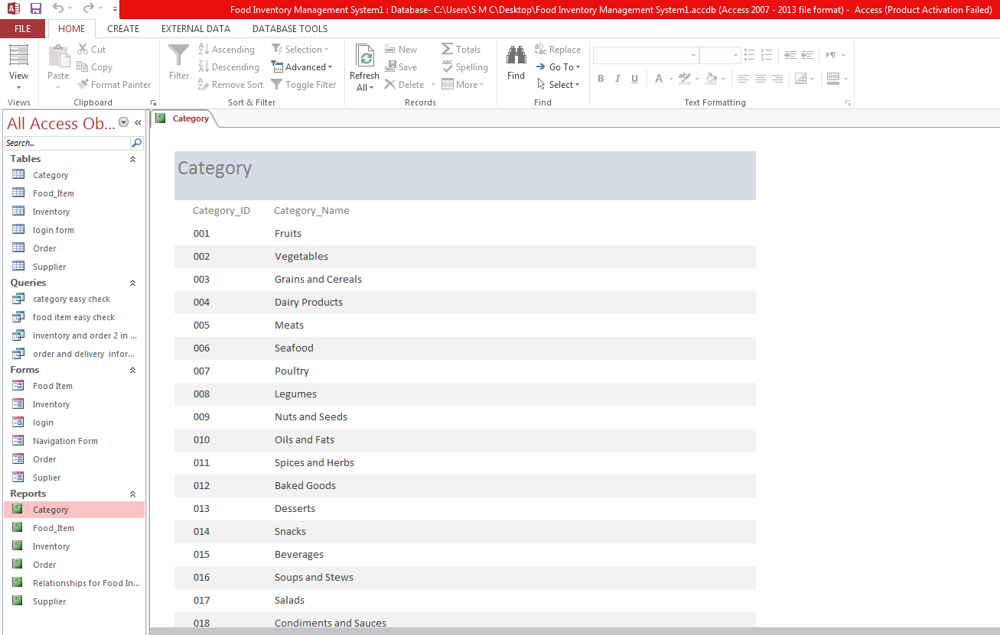 Food Inventory Management System1 : Database- C:\Users\S M C\Desktop\Food Inventory Management System1.accdb (Access 2007 - 2013 file format) - Access (Product Activation Failed)
FILE HOME CREATE EXTERNAL DATA DATABASE TOOLS
View
Views
Paste
Cut
Copy
Format Painter
Clipboard
Filter
Ascending
Descending
Remove Sort
Selection
Advanced
Toggle Filter
Sort & Filter
Refresh
All
New
Save
Delete
Totals
Spelling
More
Records
Find
Replace
Go To
Select
Find
B I U A
Text Formatting
All Access Ob...
Search...
Tables
Category
Food_Item
Inventory
login form
Order
Supplier
Queries
category easy check
food item easy check
inventory and order 2 in ...
order and delivery infor...
Forms
Food Item
Inventory
login
Navigation Form
Order
Suplier
Reports
Category
Food_Item
Inventory
Order
Relationships for Food In...
Supplier
Category
Category
Category_ID Category_Name
001 Fruits
002 Vegetables
003 Grains and Cereals
004 Dairy Products
005 Meats
006 Seafood
007 Poultry
008 Legumes
009 Nuts and Seeds
010 Oils and Fats
011 Spices and Herbs
012 Baked Goods
013 Desserts
014 Snacks
015 Beverages
016 Soups and Stews
017 Salads
018 Condiments and Sauces